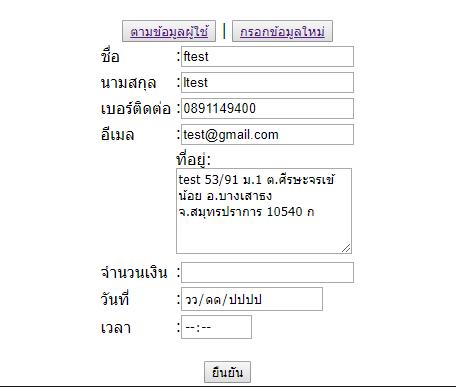 ตามข้อมูลผู้ใช้ | กรอกข้อมูลใหม่
ชื่อ :ftest
นามสกุล :ltest
เบอร์ติดต่อ :0891149400
อีเมล :test@gmail.com
ที่อยู่:
test 53/91 ม.1 ต.ศีรษะจรเข้
น้อย อ.บางเสาธง
จ.สมุทรปราการ 10540 ก
จำนวนเงิน :
วันที่ :วว/ดด/ปปปป
เวลา :--:--
ยืนยัน